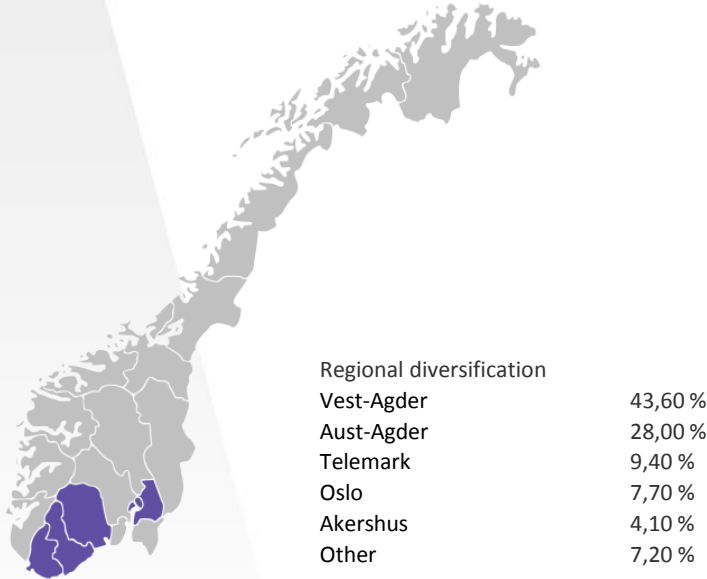 Regional diversification
Vest-Agder 43,60 %
Aust-Agder 28,00 %
Telemark 9,40 %
Oslo 7,70 %
Akershus 4,10 %
Other 7,20 %